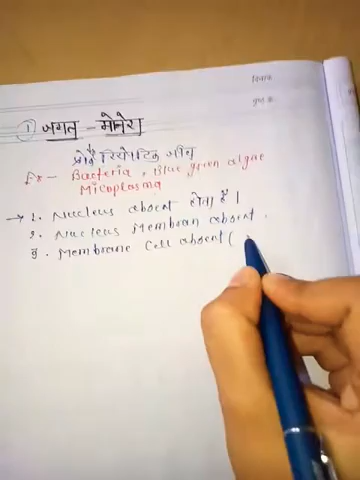 दिनांक
पृष्ठ क्र.
① जगत - मोनेरा
प्रोकैरियोटिक जीव
Ex - Bacteria, Blue green algae
Micoplasma
→ 1. Nucleus absent होता है।
2. Nucleus Membran absent.
3. Membrane Cell absent (